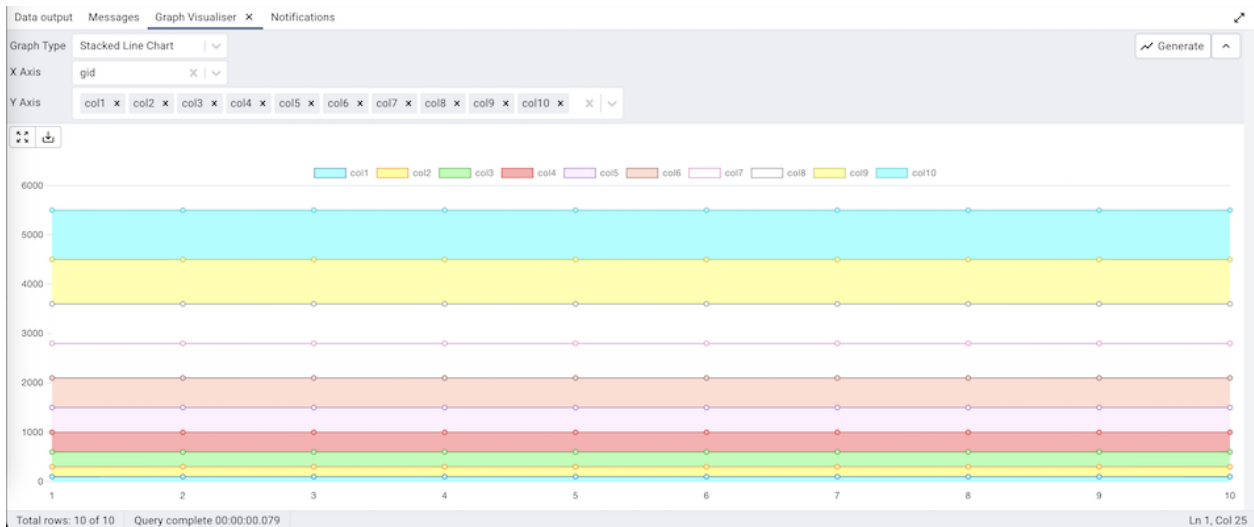 Data output Messages Graph Visualiser × Notifications
Graph Type Stacked Line Chart Generate
X Axis gid ×
Y Axis col1 × col2 × col3 × col4 × col5 × col6 × col7 × col8 × col9 × col10 × ×
col1 col2 col3 col4 col5 col6 col7 col8 col9 col10
6000
5000
4000
3000
2000
1000
0
1 2 3 4 5 6 7 8 9 10
Total rows: 10 of 10 Query complete 00:00:00.079 Ln 1, Col 25